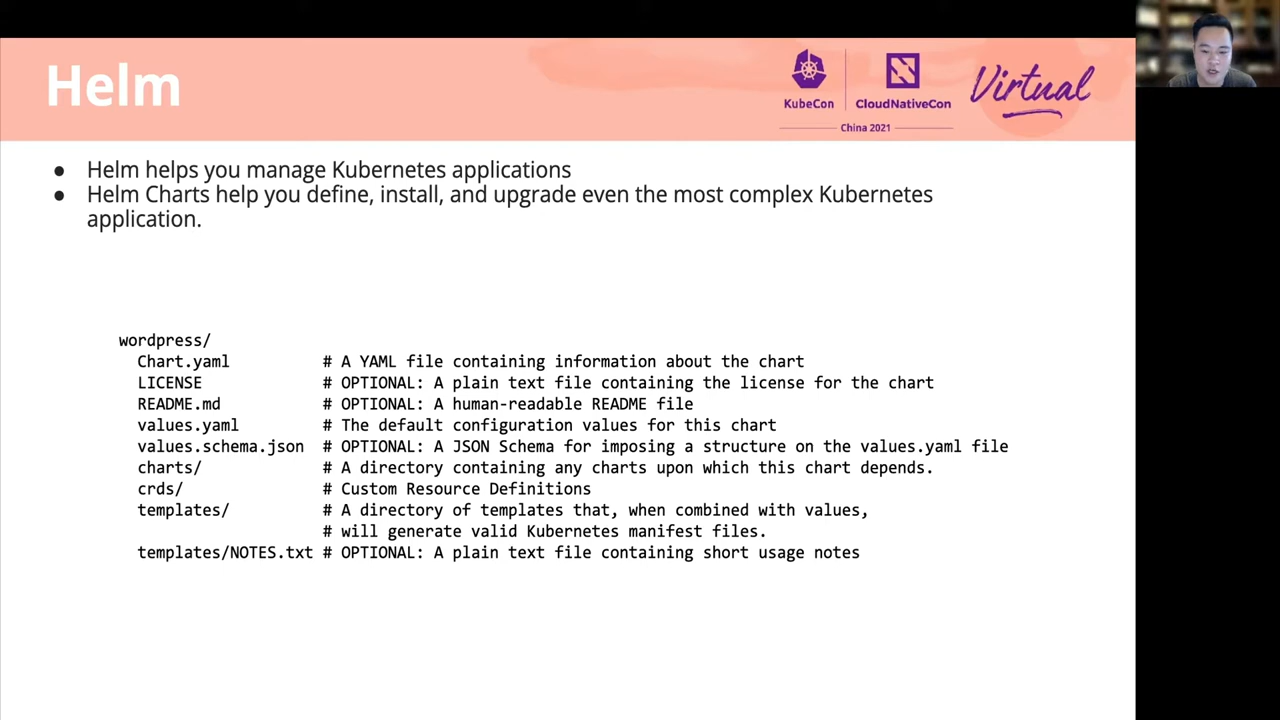 Helm
KubeCon
CloudNativeCon
Virtual
China 2021
● Helm helps you manage Kubernetes applications
● Helm Charts help you define, install, and upgrade even the most complex Kubernetes
application.
wordpress/
Chart.yaml # A YAML file containing information about the chart
LICENSE # OPTIONAL: A plain text file containing the license for the chart
README.md # OPTIONAL: A human-readable README file
values.yaml # The default configuration values for this chart
values.schema.json # OPTIONAL: A JSON Schema for imposing a structure on the values.yaml file
charts/ # A directory containing any charts upon which this chart depends.
crds/ # Custom Resource Definitions
templates/ # A directory of templates that, when combined with values,
# will generate valid Kubernetes manifest files.
templates/NOTES.txt # OPTIONAL: A plain text file containing short usage notes